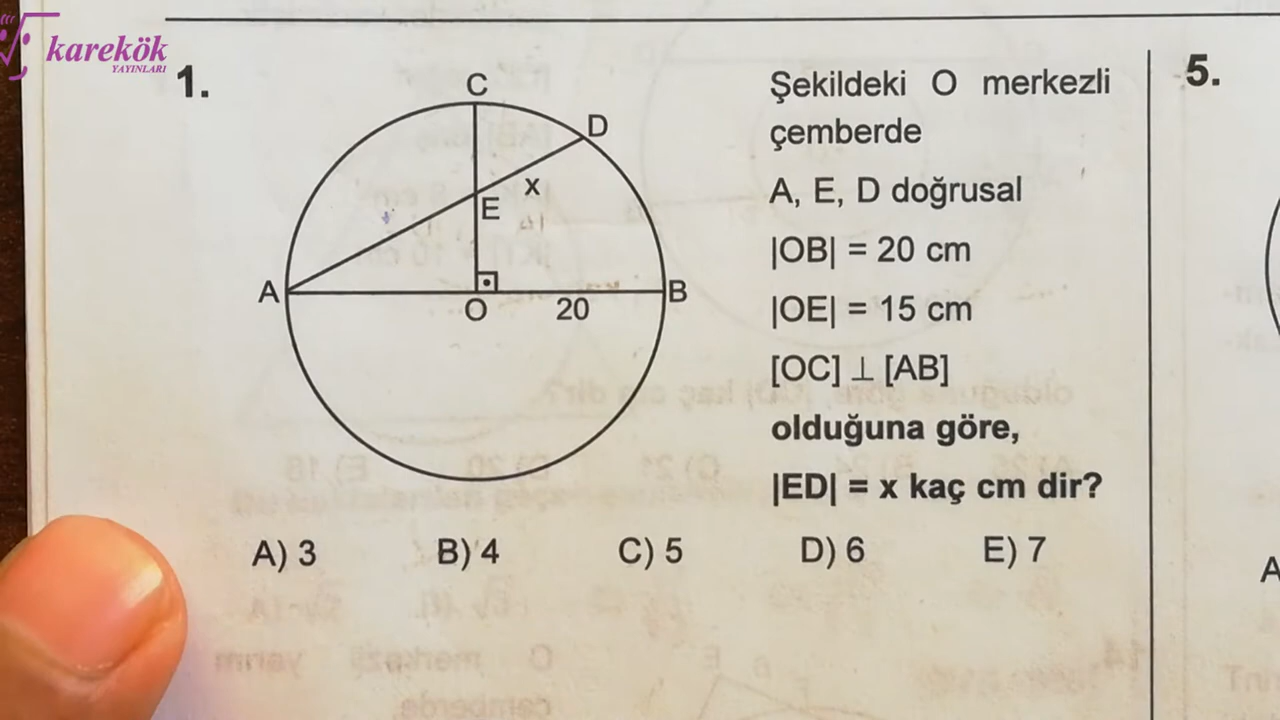 karekök
YAYINLARI
1.
C
D
x
E
A
B
O
20
Şekildeki O merkezli
çemberde
A, E, D doğrusal
|OB| = 20 cm
|OE| = 15 cm
[OC] ⊥ [AB]
olduğuna göre,
|ED| = x kaç cm dir?
A) 3 B) 4 C) 5 D) 6 E) 7
5.
A